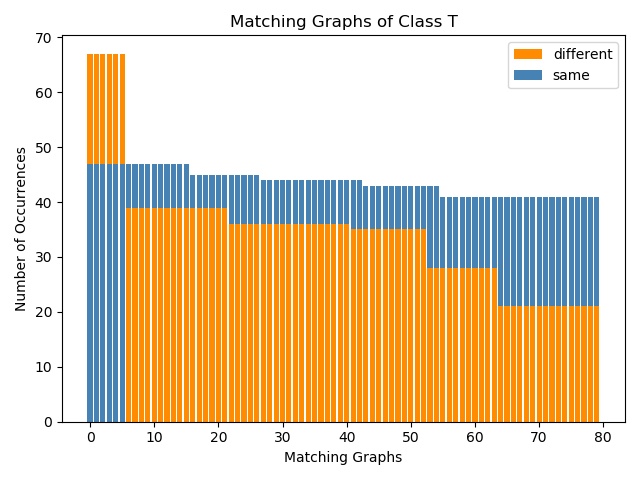 Matching Graphs of Class T
different
same
Number of Occurrences
70
60
50
40
30
20
10
0
0 10 20 30 40 50 60 70 80
Matching Graphs